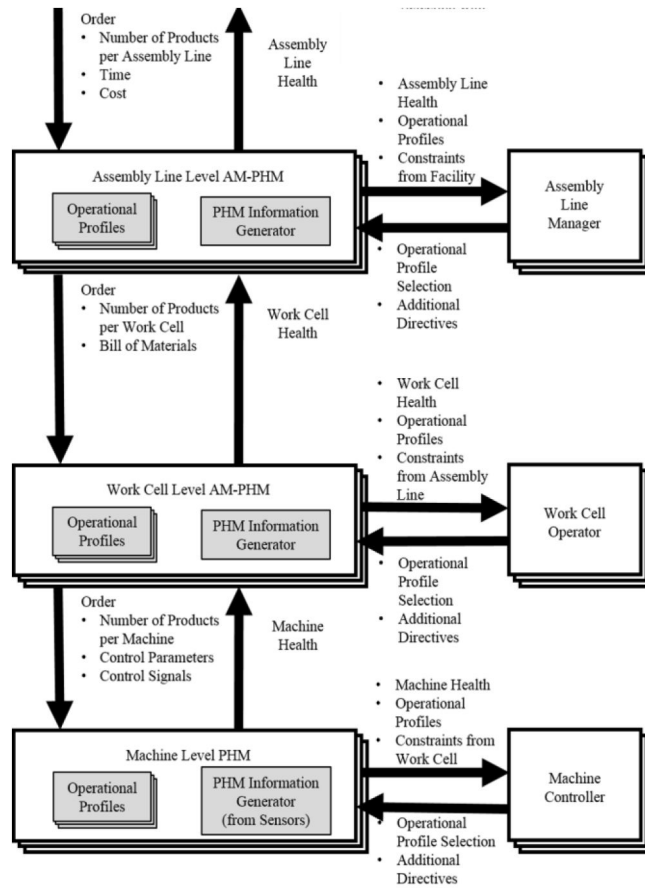 Order
• Number of Products
per Assembly Line
• Time
• Cost
Assembly
Line
Health
• Assembly Line
Health
• Operational
Profiles
• Constraints
from Facility
Assembly Line Level AM-PHM
Operational
Profiles
PHM Information
Generator
Assembly
Line
Manager
• Operational
Profile
Selection
• Additional
Directives
Order
• Number of Products
per Work Cell
• Bill of Materials
Work Cell
Health
• Work Cell
Health
• Operational
Profiles
• Constraints
from Assembly
Line
Work Cell Level AM-PHM
Operational
Profiles
PHM Information
Generator
Work Cell
Operator
• Operational
Profile
Selection
• Additional
Directives
Order
• Number of Products
per Machine
• Control Parameters
• Control Signals
Machine
Health
• Machine Health
• Operational
Profiles
• Constraints from
Work Cell
Machine Level PHM
Operational
Profiles
PHM Information
Generator
(from Sensors)
Machine
Controller
• Operational
Profile Selection
• Additional
Directives